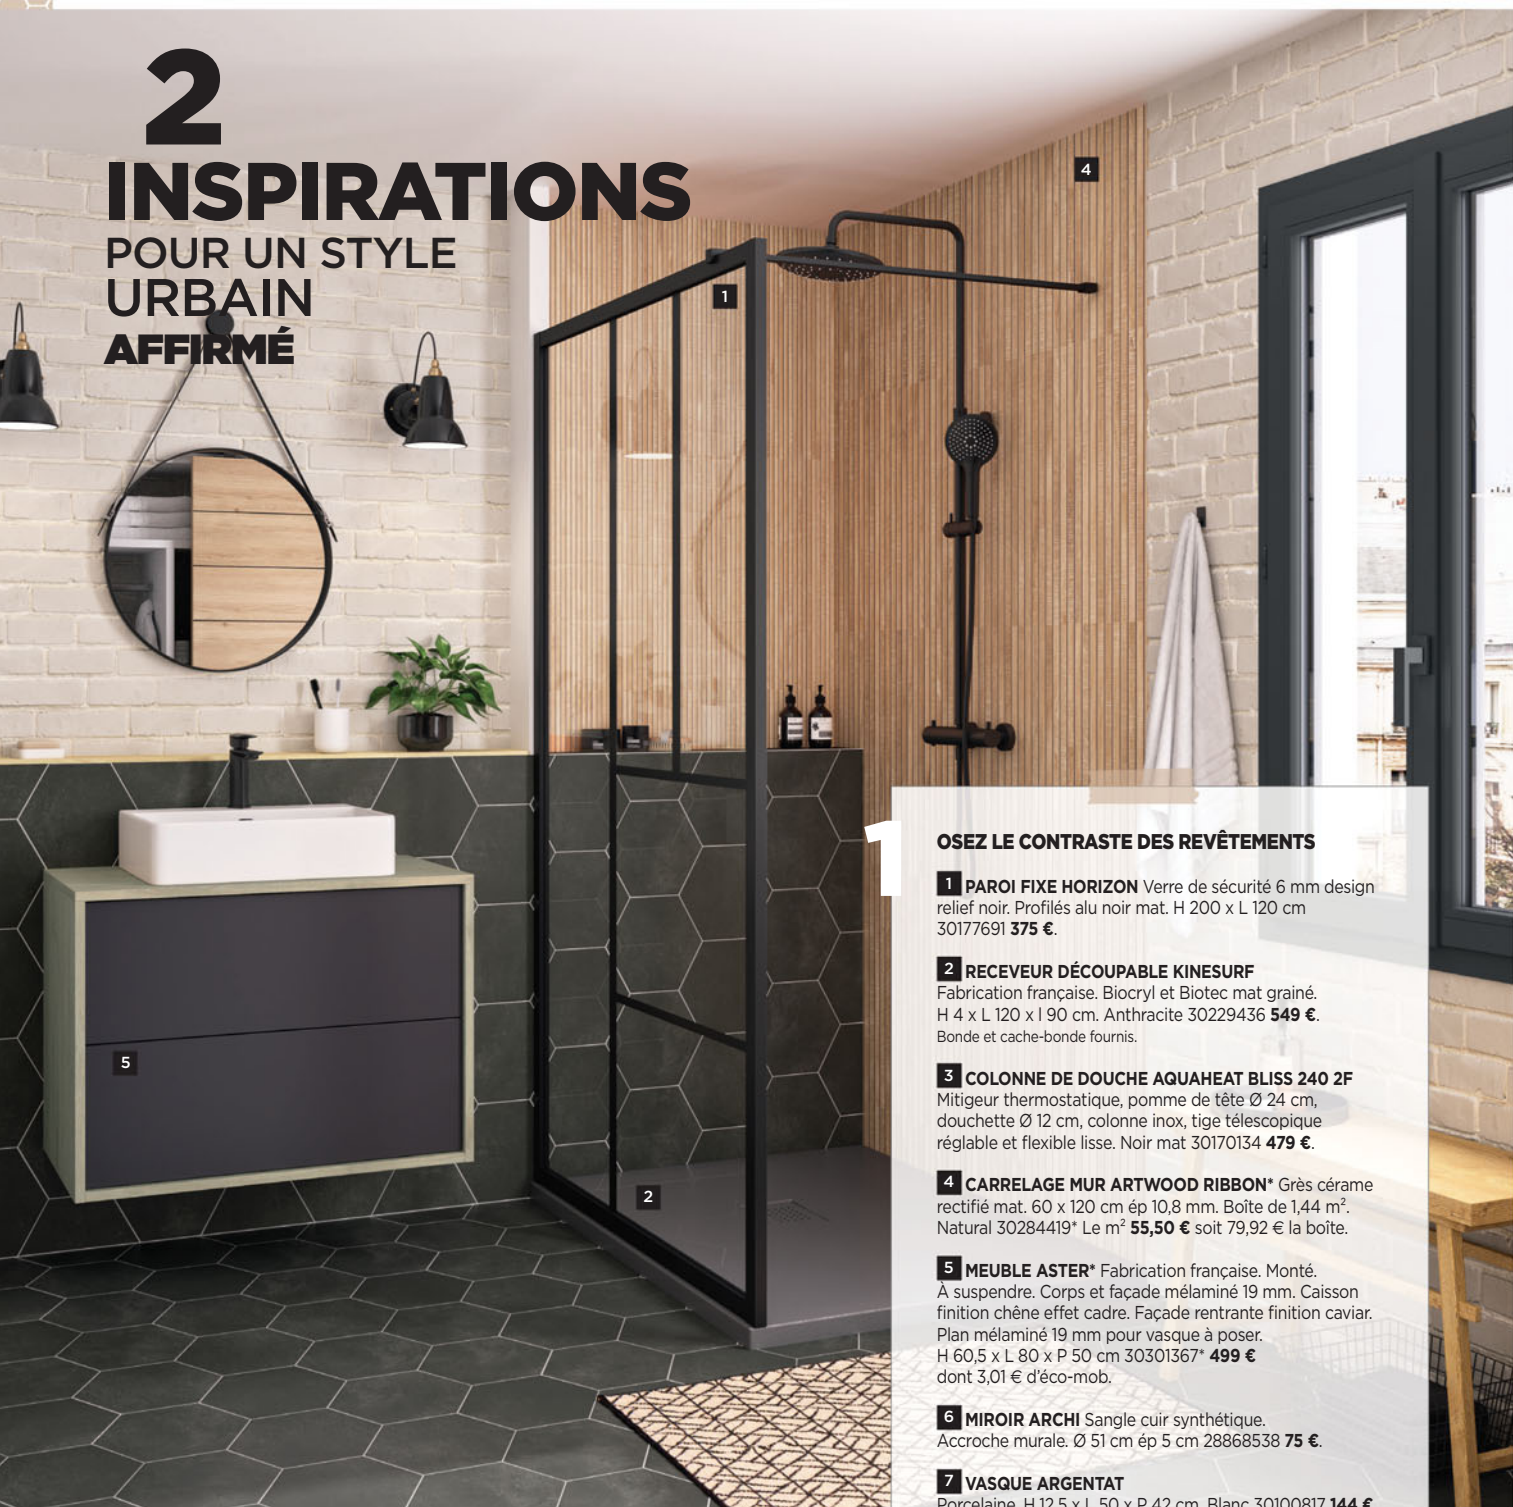 2
INSPIRATIONS
POUR UN STYLE
URBAIN
AFFIRMÉ
4
1
5
2
1
OSEZ LE CONTRASTE DES REVÊTEMENTS
1 PAROI FIXE HORIZON Verre de sécurité 6 mm design
relief noir. Profilés alu noir mat. H 200 x L 120 cm
30177691 375 €.
2 RECEVEUR DÉCOUPABLE KINESURF
Fabrication française. Biocryl et Biotec mat grainé.
H 4 x L 120 x l 90 cm. Anthracite 30229436 549 €.
Bonde et cache-bonde fournis.
3 COLONNE DE DOUCHE AQUAHEAT BLISS 240 2F
Mitigeur thermostatique, pomme de tête Ø 24 cm,
douchette Ø 12 cm, colonne inox, tige télescopique
réglable et flexible lisse. Noir mat 30170134 479 €.
4 CARRELAGE MUR ARTWOOD RIBBON* Grès cérame
rectifié mat. 60 x 120 cm ép 10,8 mm. Boîte de 1,44 m².
Natural 30284419* Le m² 55,50 € soit 79,92 € la boîte.
5 MEUBLE ASTER* Fabrication française. Monté.
À suspendre. Corps et façade mélaminé 19 mm. Caisson
finition chêne effet cadre. Façade rentrante finition caviar.
Plan mélaminé 19 mm pour vasque à poser.
H 60,5 x L 80 x P 50 cm 30301367* 499 €
dont 3,01 € d'éco-mob.
6 MIROIR ARCHI Sangle cuir synthétique.
Accroche murale. Ø 51 cm ép 5 cm 28868538 75 €.
7 VASQUE ARGENTAT
Porcelaine. H 12,5 x L 50 x P 42 cm. Blanc 30100817 144 €